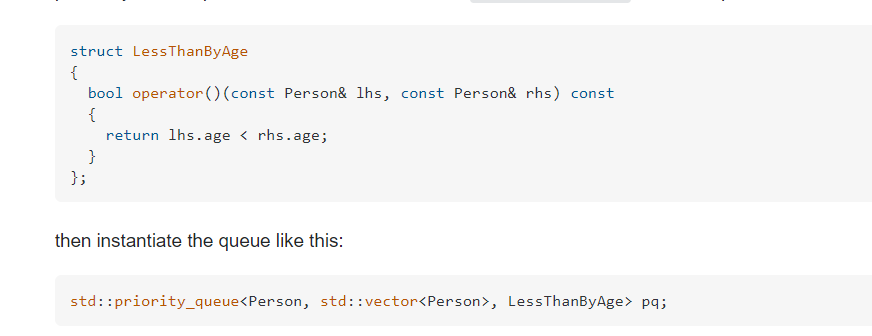 struct LessThanByAge
{
  bool operator()(const Person& lhs, const Person& rhs) const
  {
    return lhs.age < rhs.age;
  }
};
then instantiate the queue like this:
std::priority_queue<Person, std::vector<Person>, LessThanByAge> pq;